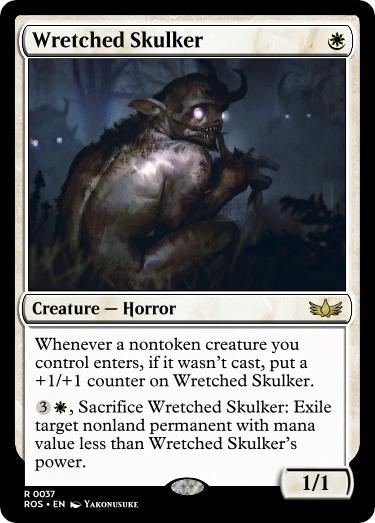 Wretched Skulker
Creature — Horror
Whenever a nontoken creature you
control enters, if it wasn't cast, put a
+1/+1 counter on Wretched Skulker.
3, Sacrifice Wretched Skulker: Exile
target nonland permanent with mana
value less than Wretched Skulker's
power.
1/1
R 0037
ROS • EN YAKONUSUKE